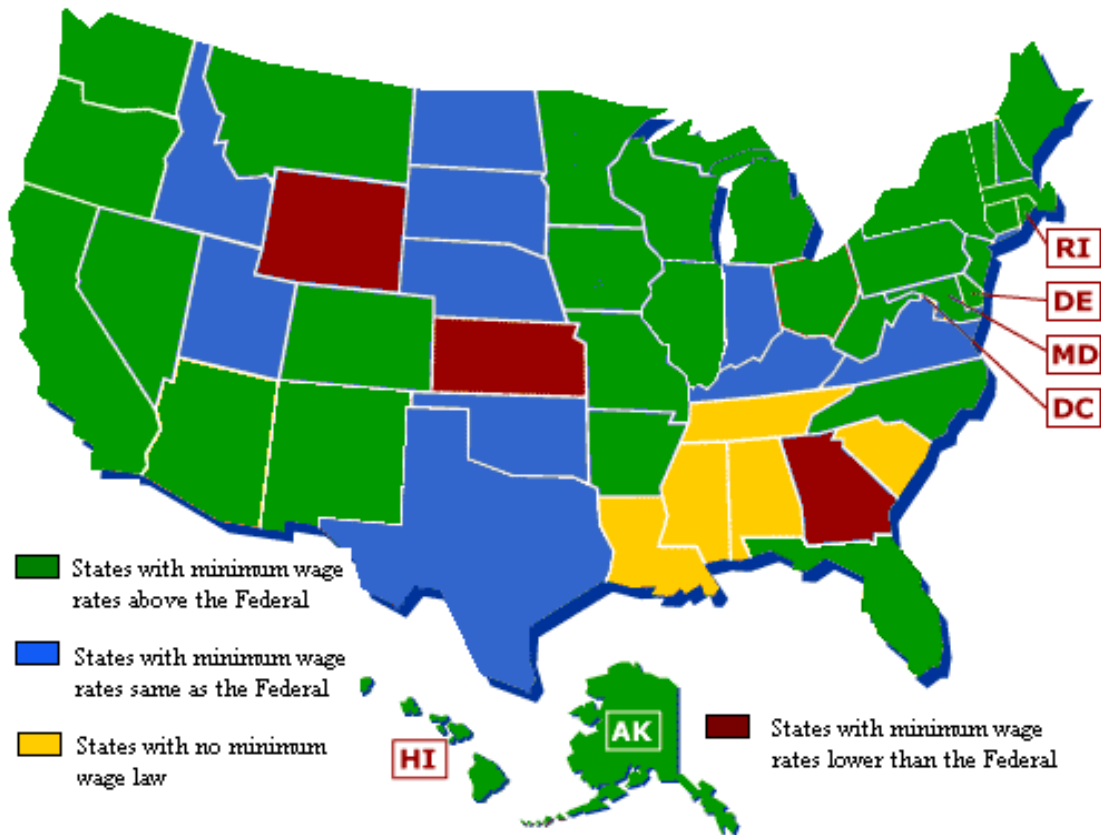 RI
DE
MD
DC
States with minimum wage
rates above the Federal
States with minimum wage
rates same as the Federal
States with no minimum
wage law
HI
AK
States with minimum wage
rates lower than the Federal